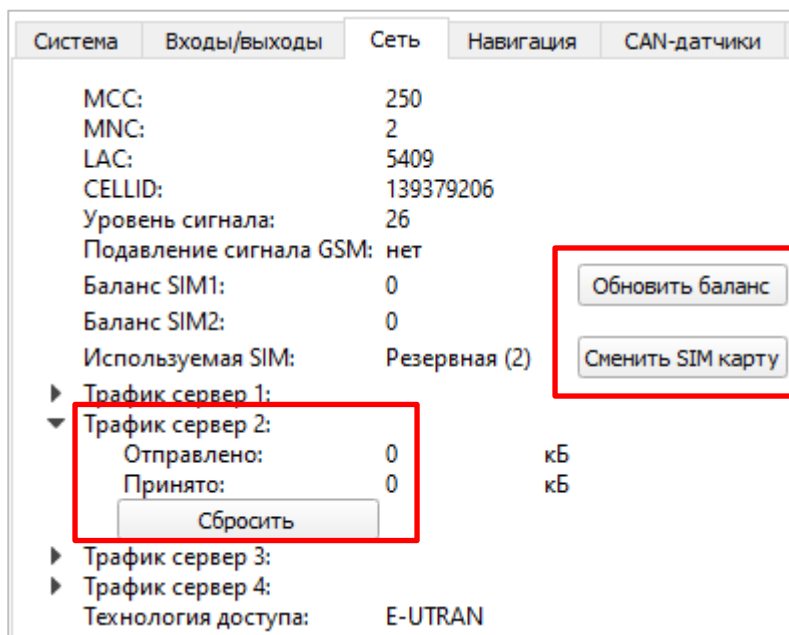 Система Входы/выходы Сеть Навигация CAN-датчики
MCC: 250
MNC: 2
LAC: 5409
CELLID: 139379206
Уровень сигнала: 26
Подавление сигнала GSM: нет
Баланс SIM1: 0 Обновить баланс
Баланс SIM2: 0
Используемая SIM: Резервная (2) Сменить SIM карту
Трафик сервер 1:
Трафик сервер 2:
Отправлено: 0 кБ
Принято: 0 кБ
Сбросить
Трафик сервер 3:
Трафик сервер 4:
Технология доступа: E-UTRAN